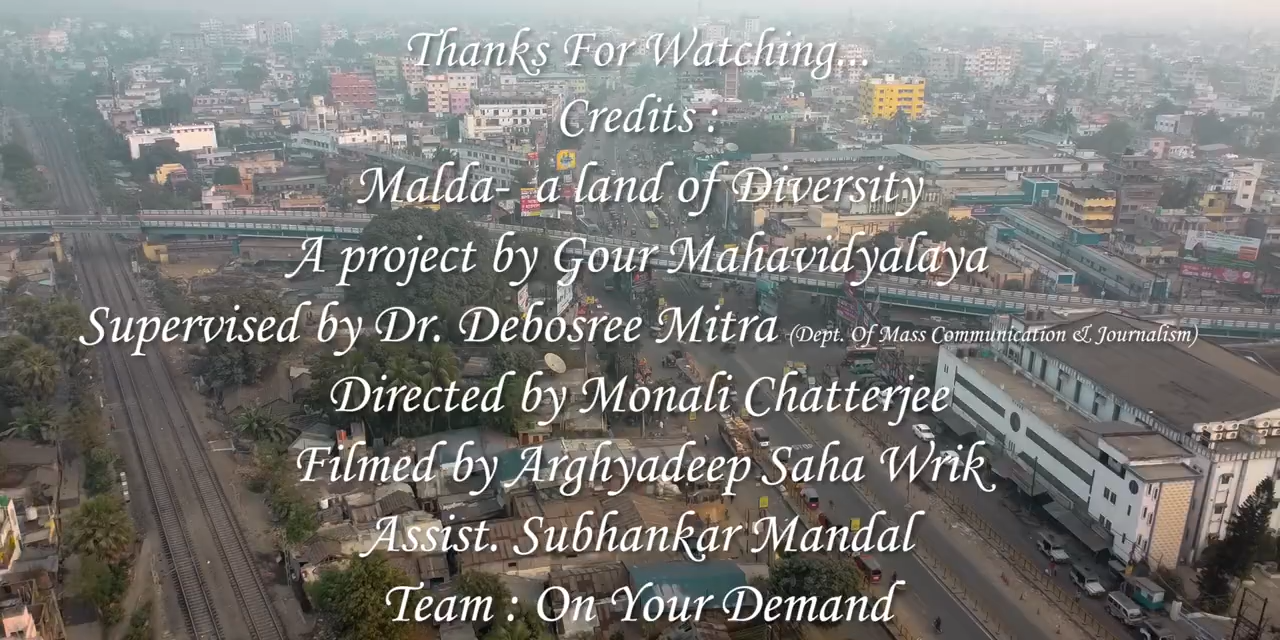 Thanks For Watching...
Credits :
Malda- a land of Diversity
A project by Gour Mahavidyalaya
Supervised by Dr. Debosree Mitra (Dept. Of Mass Communication & Journalism)
Directed by Monali Chatterjee
Filmed by Arghyadeep Saha Wrik
Assist. Subhankar Mandal
Team : On Your Demand